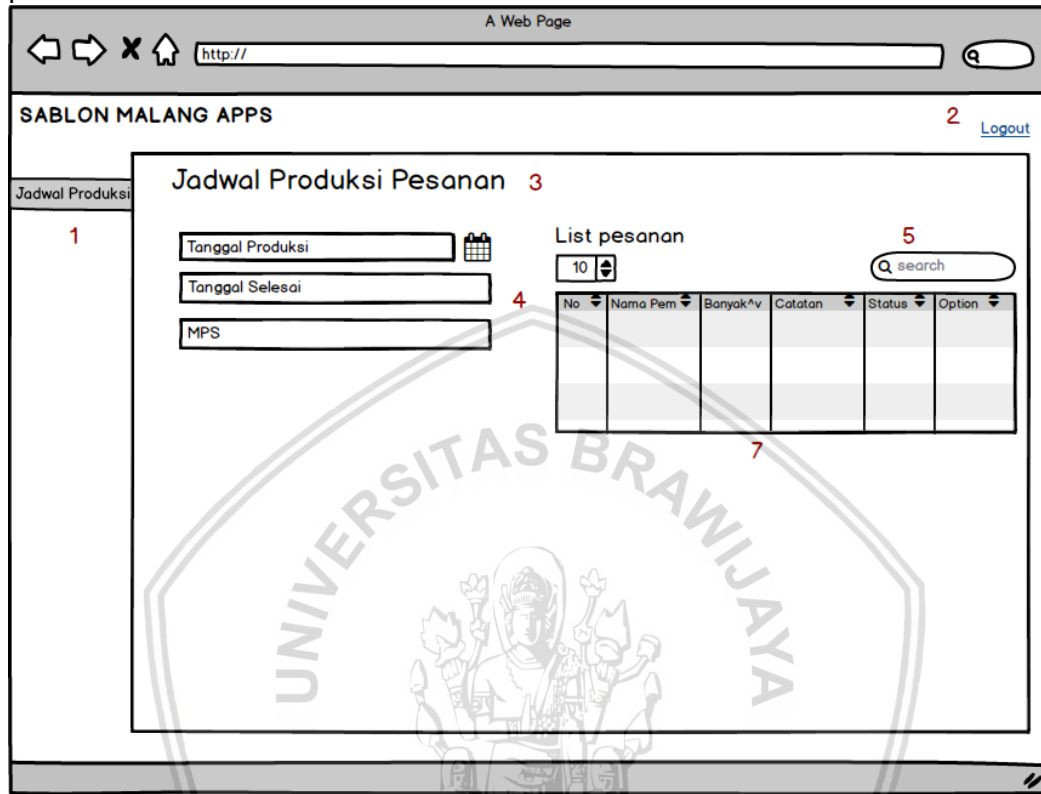 A Web Page
http://
SABLON MALANG APPS
2
Logout
Jadwal Produksi
1
Jadwal Produksi Pesanan 3
Tanggal Produksi
Tanggal Selesai
MPS
4
List pesanan
5
10
search
No Nama Pem Banyak^v Catatan Status Option
7
UNIVERSITAS BRAWIJAYA